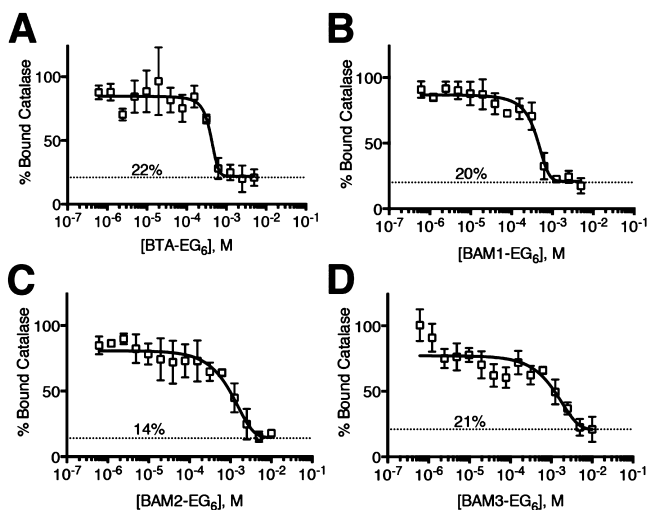 A
B
% Bound Catalase
100
50
0
22%
10-7 10-6 10-5 10-4 10-3 10-2 10-1
[BTA-EG6], M
% Bound Catalase
100
50
0
20%
10-7 10-6 10-5 10-4 10-3 10-2 10-1
[BAM1-EG6], M
C
D
% Bound Catalase
100
50
0
14%
10-7 10-6 10-5 10-4 10-3 10-2 10-1
[BAM2-EG6], M
% Bound Catalase
100
50
0
21%
10-7 10-6 10-5 10-4 10-3 10-2 10-1
[BAM3-EG6], M